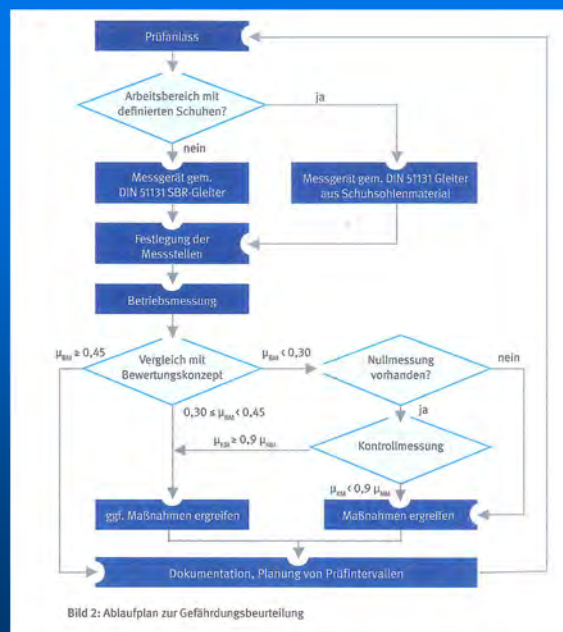 Prüfanlass
Arbeitsbereich mit
definierten Schuhen?
ja
nein
Messgerät gem.
DIN 51131 SBR-Gleiter
Messgerät gem. DIN 51131 Gleiter
aus Schuhsohlenmaterial
Festlegung der
Messstellen
Betriebsmessung
μBM ≥ 0,45
Vergleich mit
Bewertungskonzept
μBM < 0,30
Nullmessung
vorhanden?
nein
0,30 ≤ μBM < 0,45
ja
μKM ≥ 0,9 μNM
Kontrollmessung
μKM < 0,9 μNM
ggf. Maßnahmen ergreifen
Maßnahmen ergreifen
Dokumentation, Planung von Prüfintervallen
Bild 2: Ablaufplan zur Gefährdungsbeurteilung